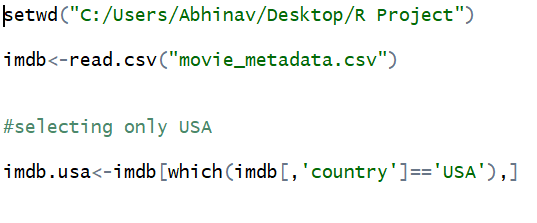 setwd("C:/Users/Abhinav/Desktop/R Project")
imdb<-read.csv("movie_metadata.csv")
#selecting only USA
imdb.usa<-imdb[which(imdb[,'country']=='USA'),]